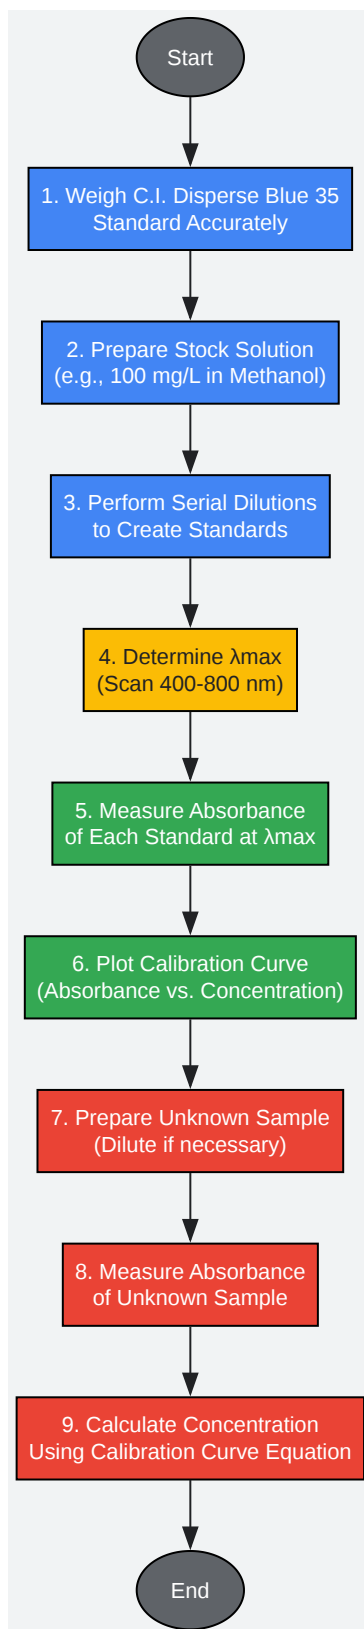 Start
1. Weigh C.I. Disperse Blue 35
Standard Accurately
2. Prepare Stock Solution
(e.g., 100 mg/L in Methanol)
3. Perform Serial Dilutions
to Create Standards
4. Determine λmax
(Scan 400-800 nm)
5. Measure Absorbance
of Each Standard at λmax
6. Plot Calibration Curve
(Absorbance vs. Concentration)
7. Prepare Unknown Sample
(Dilute if necessary)
8. Measure Absorbance
of Unknown Sample
9. Calculate Concentration
Using Calibration Curve Equation
End